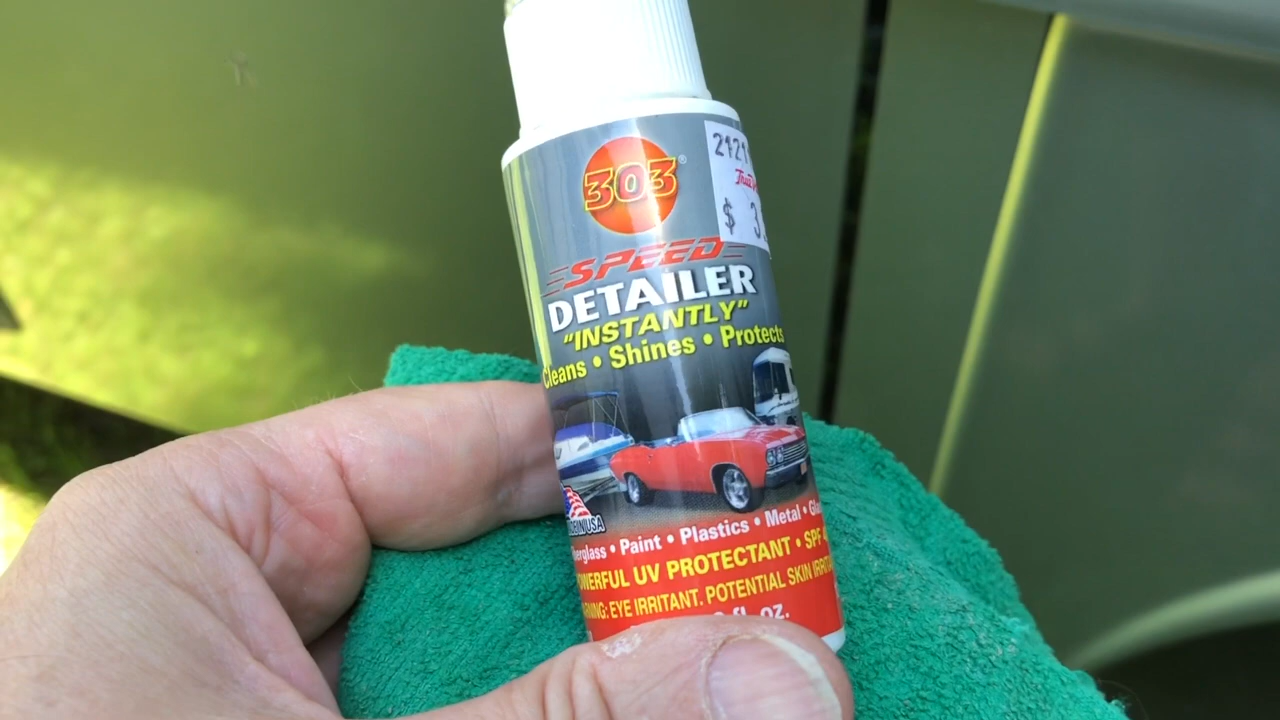 303®
2121
$ 3.
SPEED
DETAILER
"INSTANTLY"
Cleans • Shines • Protects
• Paint • Plastics • Metal •
UV PROTECTANT • SPF
EYE IRRITANT. POTENTIAL SKIN
fl. oz.